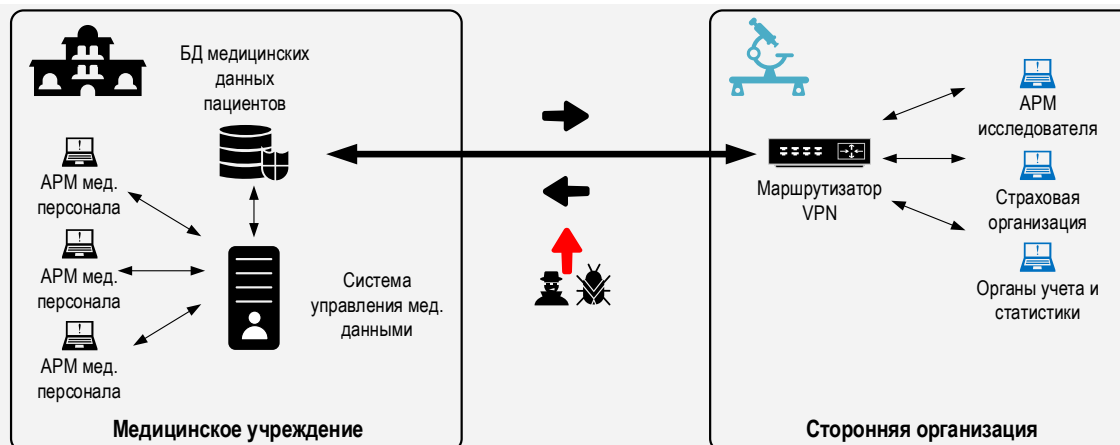 БД медицинских
данных
пациентов
АРМ мед.
персонала
АРМ мед.
персонала
АРМ мед.
персонала
Система
управления мед.
данными
Медицинское учреждение
Маршрутизатор
VPN
АРМ
исследователя
Страховая
организация
Органы учета и
статистики
Сторонняя организация